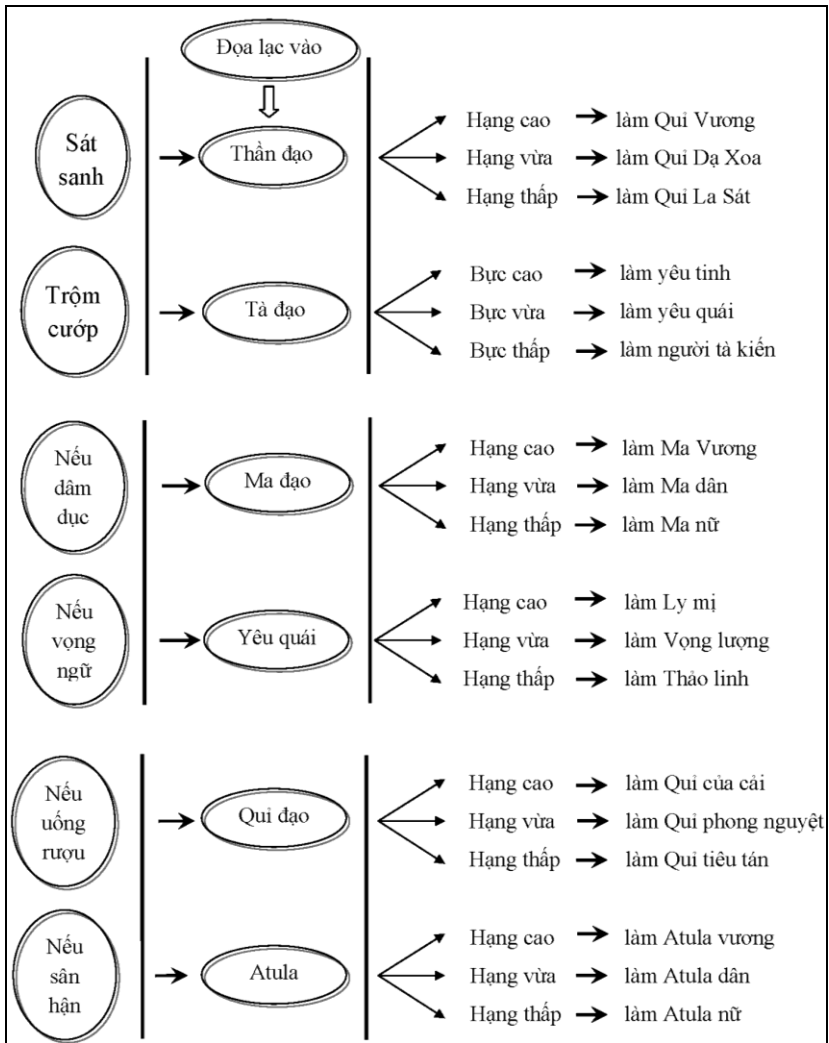 Đọa lạc vào
Sát
sanh
Thần đạo
Hạng cao làm Quỉ Vương
Hạng vừa làm Quỉ Dạ Xoa
Hạng thấp làm Quỉ La Sát
Trộm
cướp
Tà đạo
Bực cao làm yêu tinh
Bực vừa làm yêu quái
Bực thấp làm người tà kiến
Nếu
dâm
dục
Ma đạo
Hạng cao làm Ma Vương
Hạng vừa làm Ma dân
Hạng thấp làm Ma nữ
Nếu
vọng
ngữ
Yêu quái
Hạng cao làm Ly mị
Hạng vừa làm Vọng lượng
Hạng thấp làm Thảo linh
Nếu
uống
rượu
Quỉ đạo
Hạng cao làm Quỉ của cải
Hạng vừa làm Quỉ phong nguyệt
Hạng thấp làm Quỉ tiêu tán
Nếu
sân
hận
Atula
Hạng cao làm Atula vương
Hạng vừa làm Atula dân
Hạng thấp làm Atula nữ